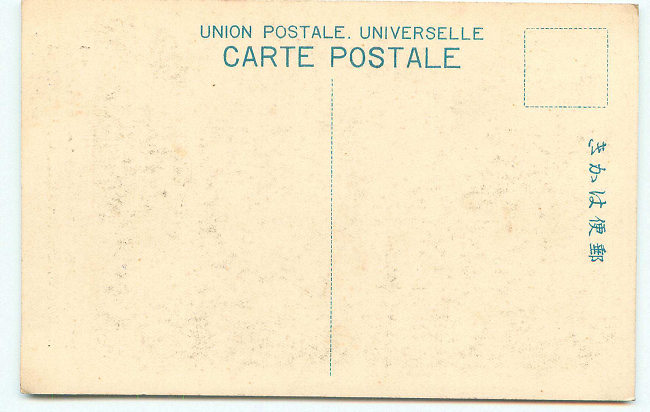 UNION POSTALE. UNIVERSELLE
CARTE POSTALE
郵便はかき